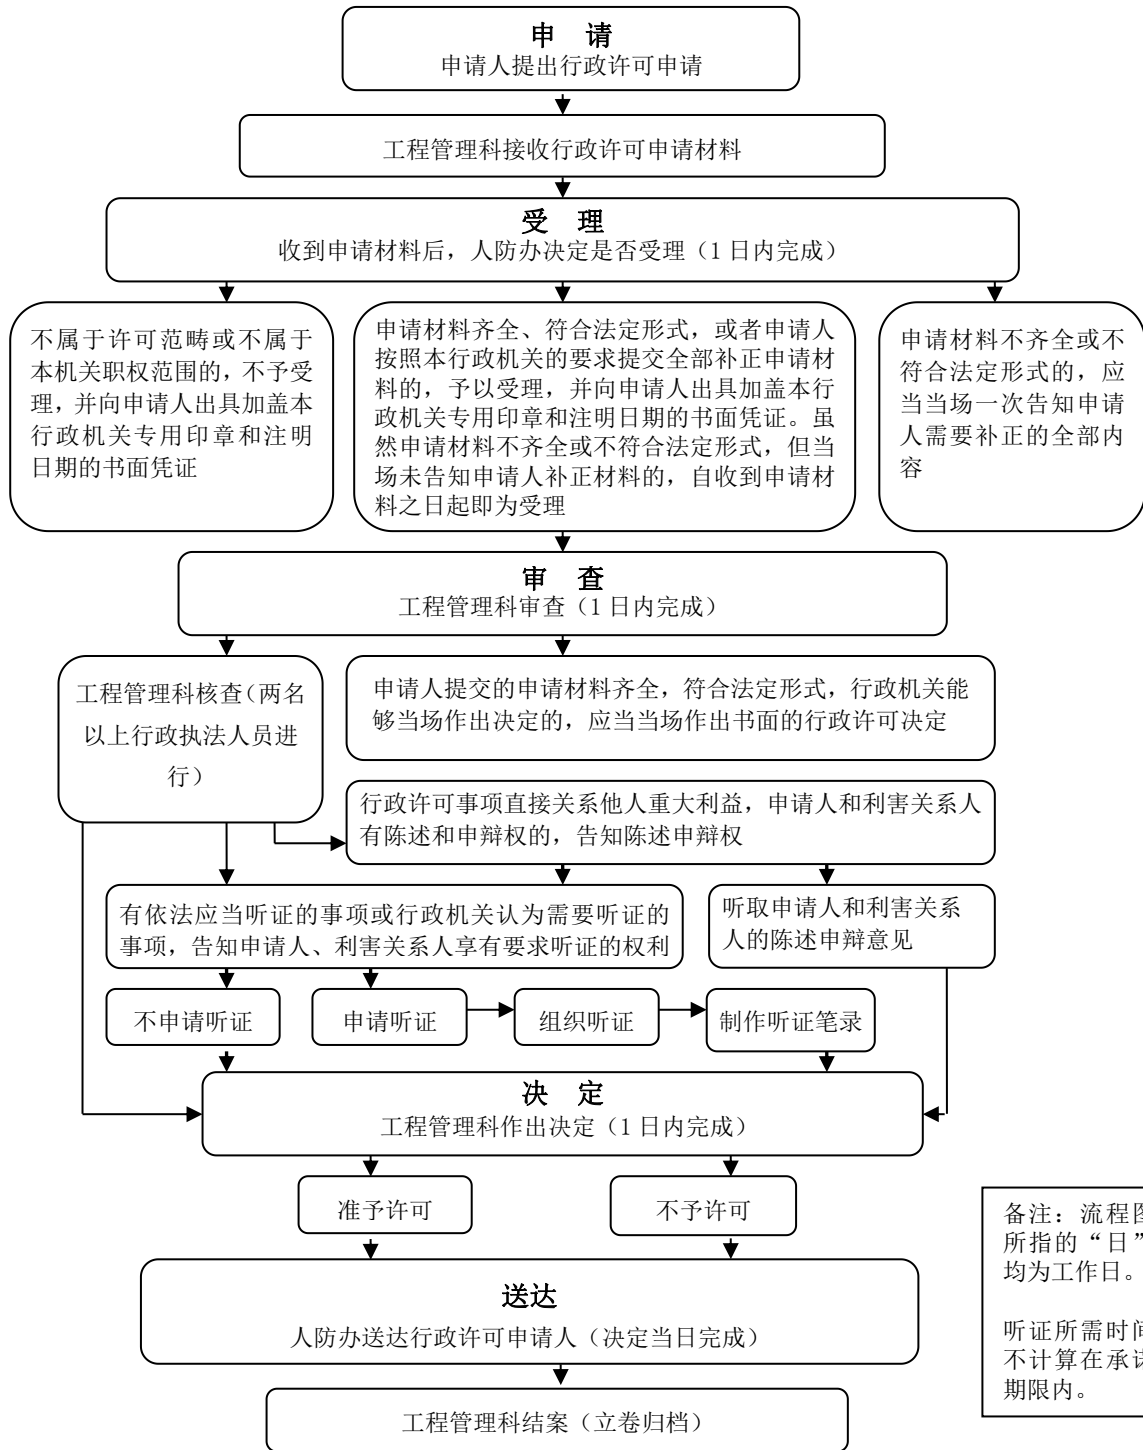 申 请
申请人提出行政许可申请
工程管理科接收行政许可申请材料
受 理
收到申请材料后，人防办决定是否受理（1 日内完成）
不属于许可范畴或不属于
本机关职权范围的，不予受
理，并向申请人出具加盖本
行政机关专用印章和注明
日期的书面凭证
申请材料齐全、符合法定形式，或者申请人
按照本行政机关的要求提交全部补正申请材
料的，予以受理，并向申请人出具加盖本行
政机关专用印章和注明日期的书面凭证。虽
然申请材料不齐全或不符合法定形式，但当
场未告知申请人补正材料的，自收到申请材
料之日起即为受理
申请材料不齐全或不
符合法定形式的，应
当当场一次告知申请
人需要补正的全部内
容
审 查
工程管理科审查（1 日内完成）
工程管理科核查（两名
以上行政执法人员进
行）
申请人提交的申请材料齐全，符合法定形式，行政机关能
够当场作出决定的，应当当场作出书面的行政许可决定
行政许可事项直接关系他人重大利益，申请人和利害关系人
有陈述和申辩权的，告知陈述申辩权
有依法应当听证的事项或行政机关认为需要听证的
事项，告知申请人、利害关系人享有要求听证的权利
听取申请人和利害关系
人的陈述申辩意见
不申请听证
申请听证
组织听证
制作听证笔录
决 定
工程管理科作出决定（1 日内完成）
准予许可
不予许可
备注：流程图
所指的“日”
均为工作日。
听证所需时间
不计算在承诺
期限内。
送达
人防办送达行政许可申请人（决定当日完成）
工程管理科结案（立卷归档）